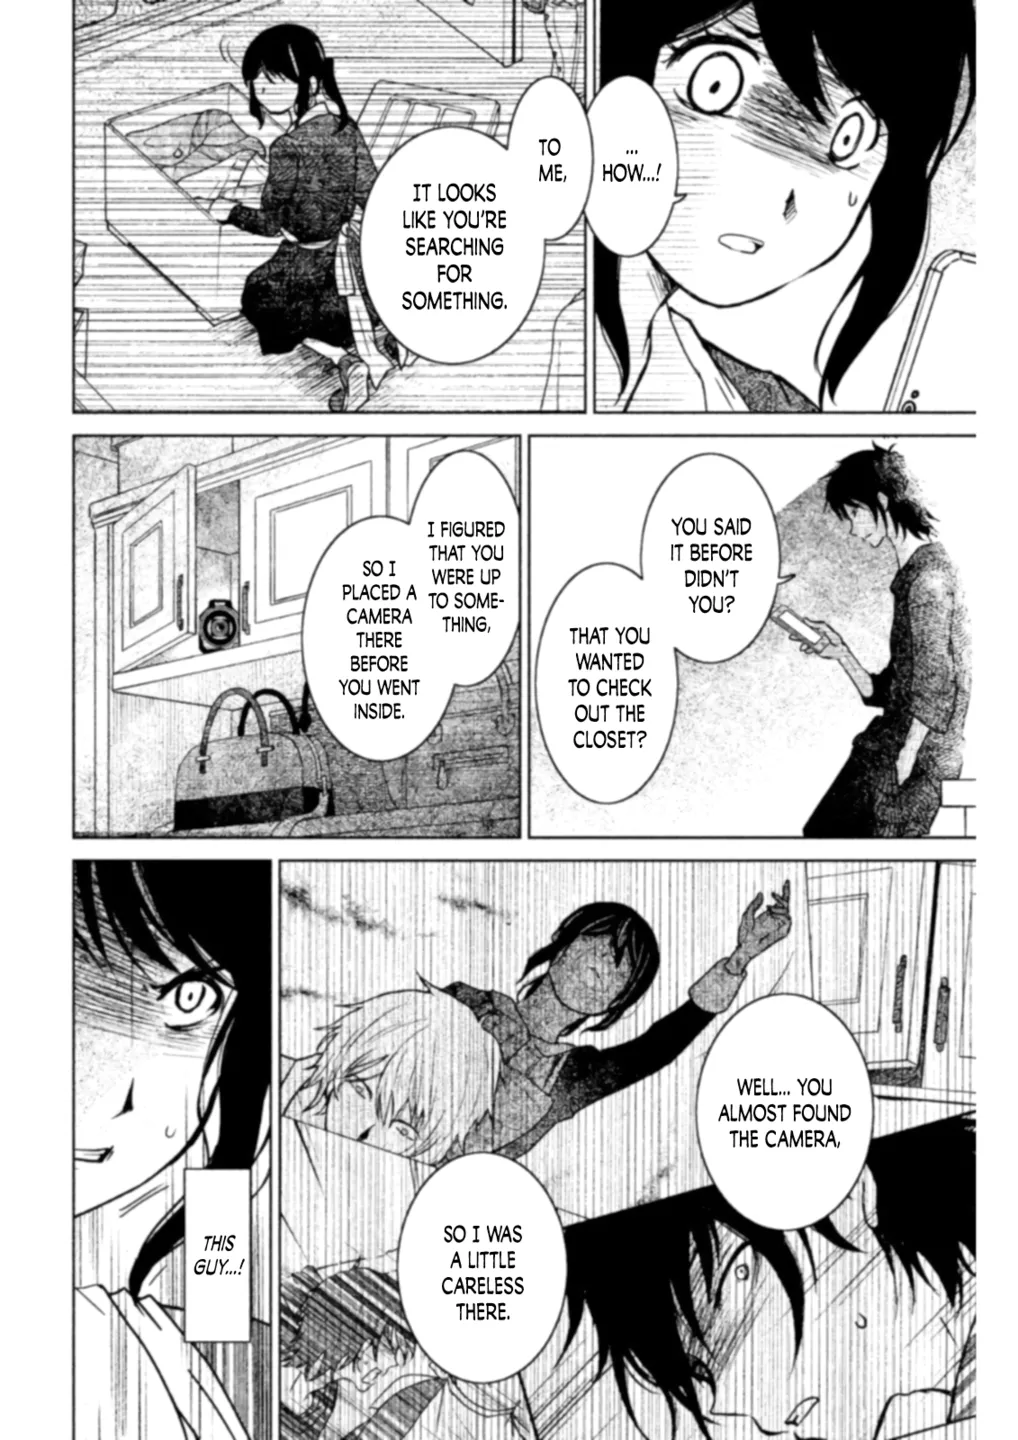 ...
HOW...!
TO
ME,
IT LOOKS
LIKE YOU'RE
SEARCHING
FOR
SOMETHING.
YOU SAID
IT BEFORE
DIDN'T
YOU?
THAT YOU
WANTED
TO CHECK
OUT THE
CLOSET?
I FIGURED
THAT YOU
WERE UP
TO SOME-
THING,
SO I
PLACED A
CAMERA
THERE
BEFORE
YOU WENT
INSIDE.
WELL... YOU
ALMOST FOUND
THE CAMERA,
SO I WAS
A LITTLE
CARELESS
THERE.
THIS
GUY...!